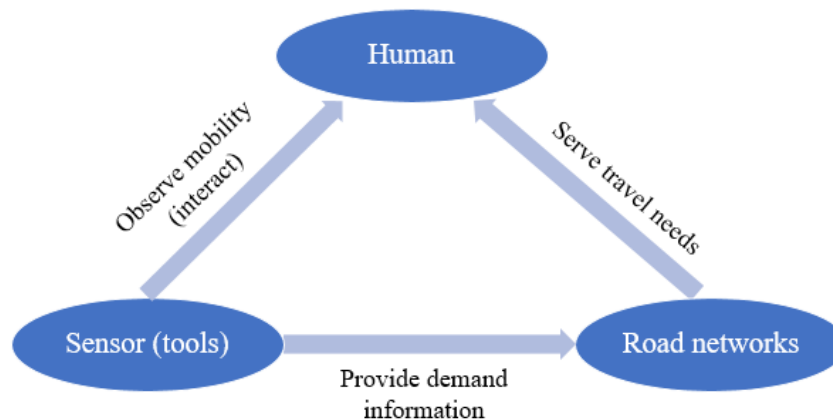 Human
Observe mobility
(interact)
Serve travel needs
Sensor (tools)
Road networks
Provide demand
information